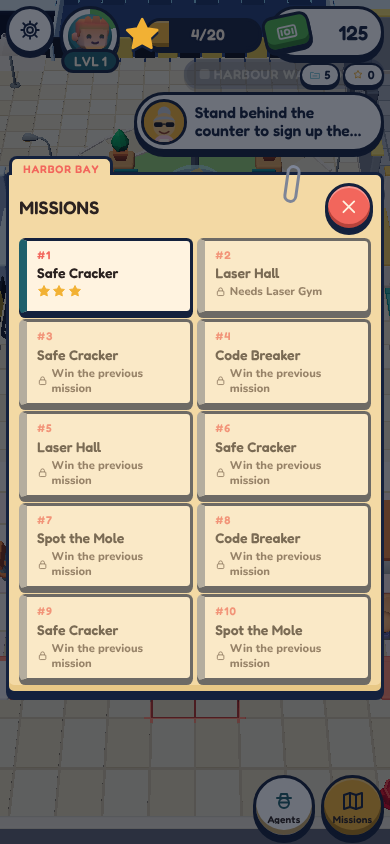 4/20
125
LVL 1
HARBOUR WA
5
0
Stand behind the
counter to sign up the...
HARBOR BAY
MISSIONS
#1
Safe Cracker
#2
Laser Hall
Needs Laser Gym
#3
Safe Cracker
Win the previous
mission
#4
Code Breaker
Win the previous
mission
#5
Laser Hall
Win the previous
mission
#6
Safe Cracker
Win the previous
mission
#7
Spot the Mole
Win the previous
mission
#8
Code Breaker
Win the previous
mission
#9
Safe Cracker
Win the previous
mission
#10
Spot the Mole
Win the previous
mission
Agents
Missions